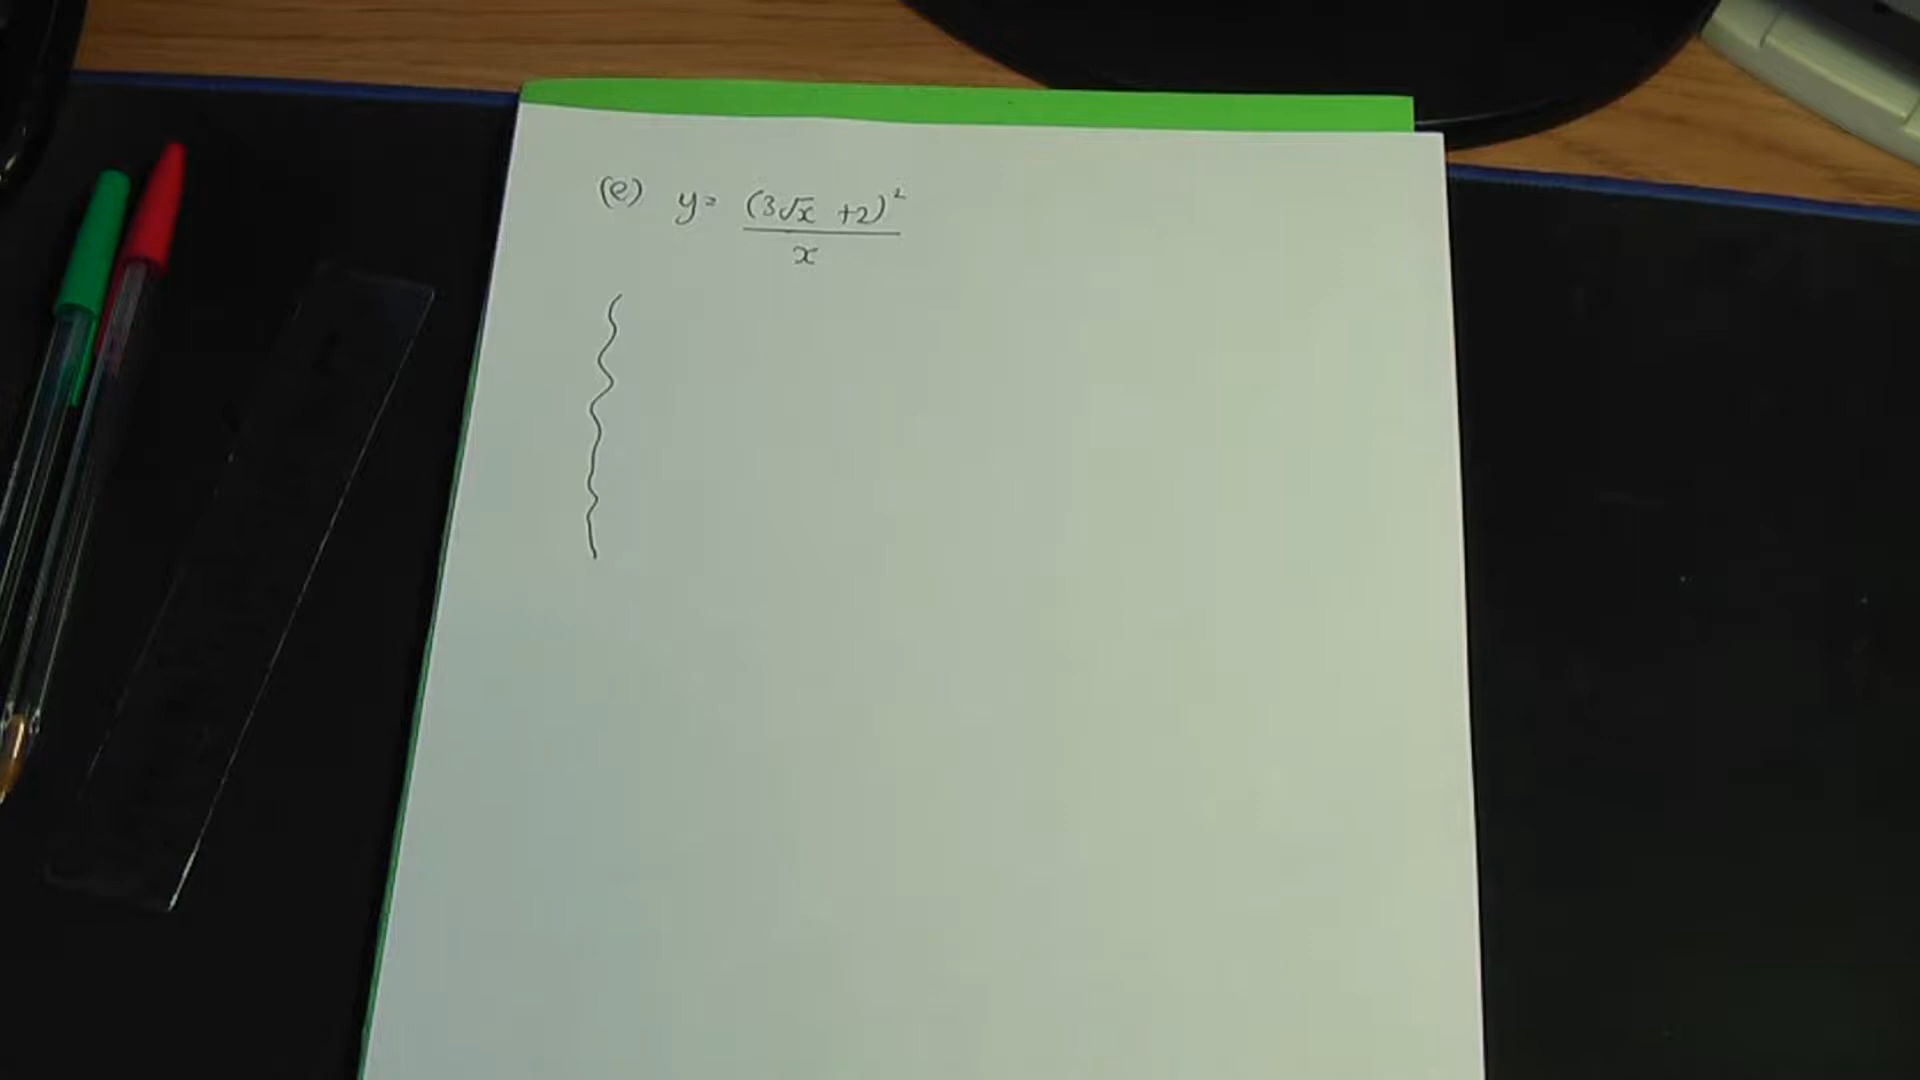 (e) y = (3√x +2)²
x